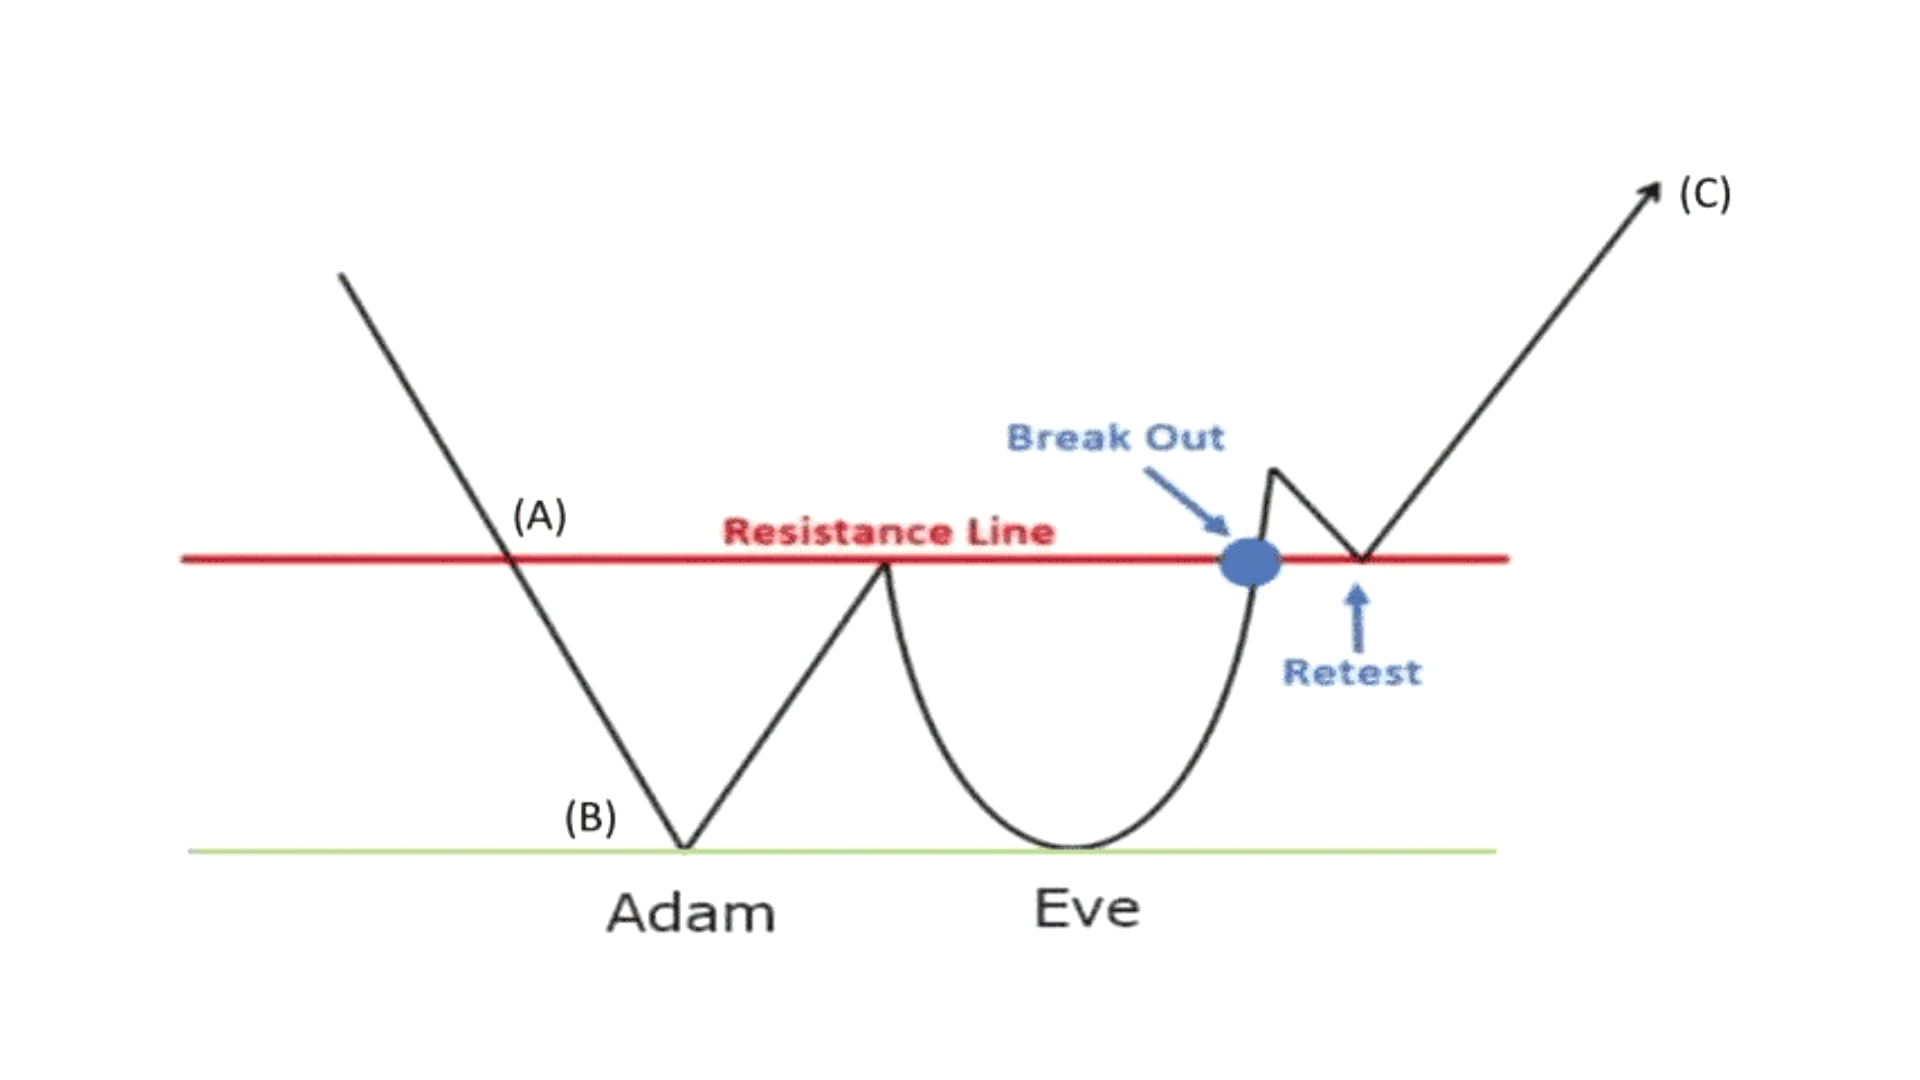 (C)
Break Out
(A)
Resistance Line
Retest
(B)
Adam
Eve